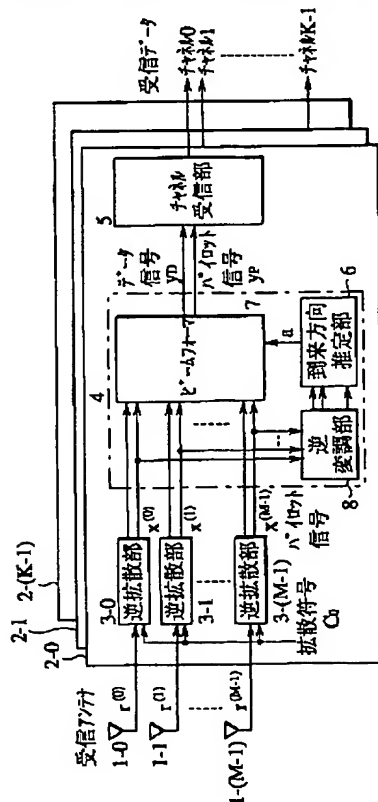 受信アンテナ
1-0
r(0)
1-1
r(1)
1-(M-1)
r(M-1)
2-(K-1)
2-1
2-0
3-0
逆拡散部
x(0)
逆拡散部
x(1)
3-1
逆拡散部
x(M-1)
3-(M-1)
拡散符号
C0
4
ビームフォーマ
7
データ
信号
yD
パイロット
信号
yP
5
チャネル
受信部
受信データ
チャネル0
チャネル1
チャネルK-1
a
到来方向
推定部
6
逆
変調部
8
パイロット
信号